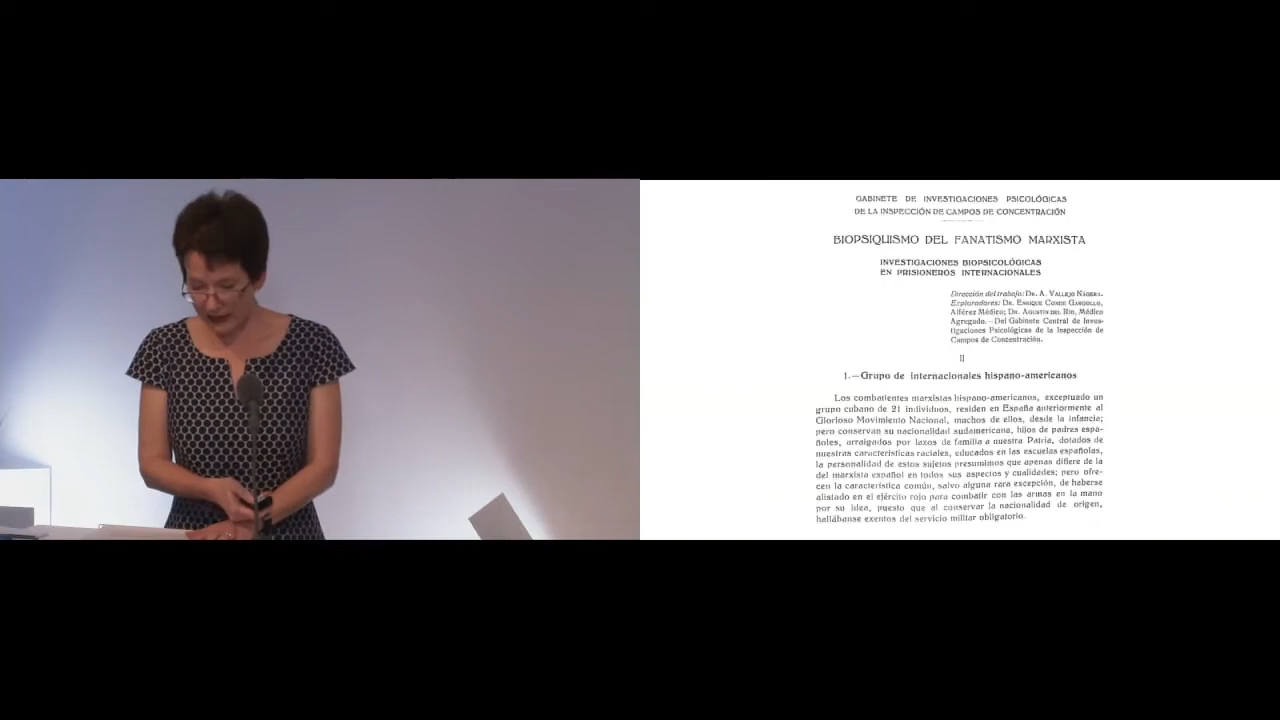 GABINETE DE INVESTIGACIONES PSICOLÓGICAS
DE LA INSPECCIÓN DE CAMPOS DE CONCENTRACIÓN
BIOPSIQUISMO DEL FANATISMO MARXISTA
INVESTIGACIONES BIOPSICOLÓGICAS
EN PRISIONEROS INTERNACIONALES
Dirección del trabajo: DR. A. VALLEJO NÁGERA.
Exploradores: DR. ENRIQUE CONDE GARGOLLO,
Alférez Médico; DR. AGUSTÍN DEL RÍO, Médico
Agregado. - Del Gabinete Central de Inves-
tigaciones Psicológicas de la Inspección de
Campos de Concentración.
II
1.—Grupo de internacionales hispano-americanos
Los combatientes marxistas hispano-americanos, exceptuado un
grupo cubano de 21 individuos, residen en España anteriormente al
Glorioso Movimiento Nacional, muchos de ellos, desde la infancia;
pero conservan su nacionalidad sudamericana, hijos de padres espa-
ñoles, arraigados por lazos de familia a nuestra Patria, dotados de
nuestras características raciales, educados en las escuelas españolas,
la personalidad de estos sujetos presumimos que apenas difiere de la
del marxista español en todos sus aspectos y cualidades; pero ofre-
cen la característica común, salvo alguna rara excepción, de haberse
alistado en el ejército rojo para combatir con las armas en la mano
por su idea, puesto que al conservar la nacionalidad de origen,
hallábanse exentos del servicio militar obligatorio.